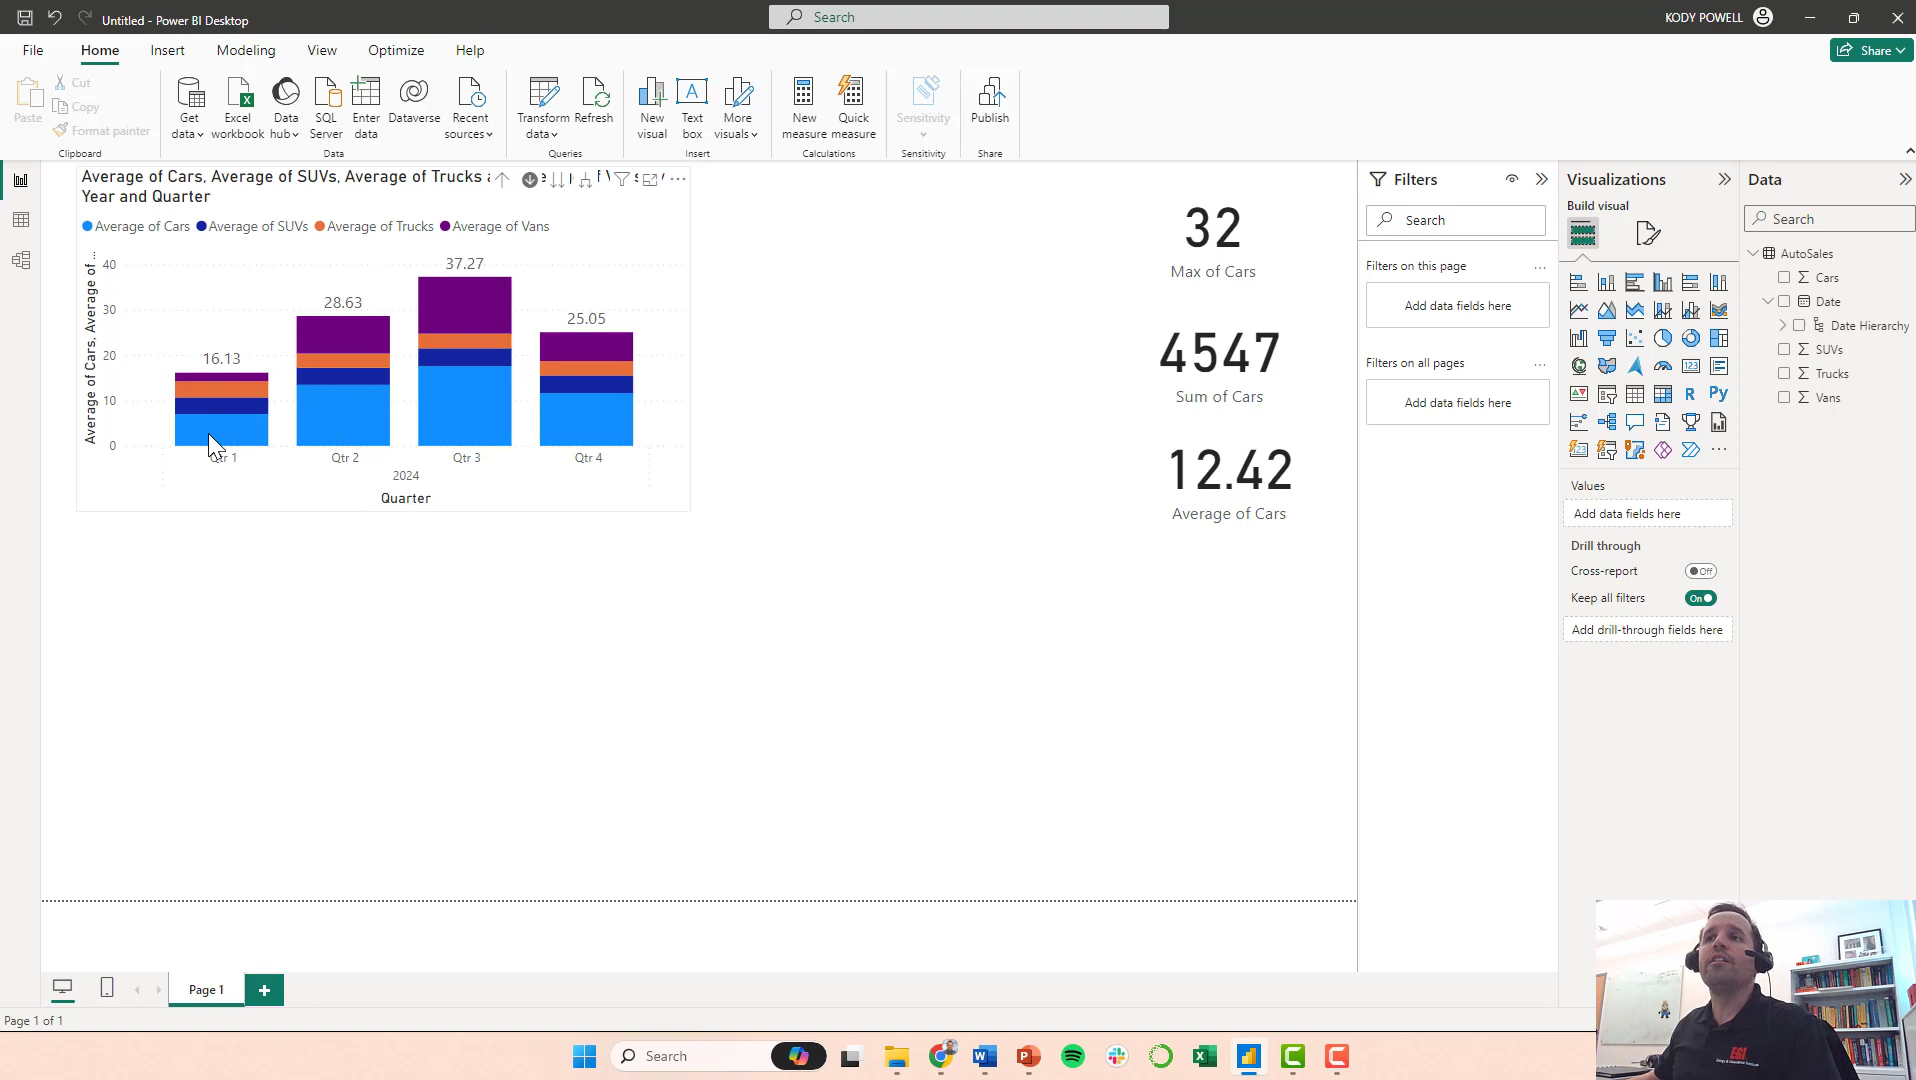 Untitled - Power BI Desktop
Search
KODY POWELL
File
Home
Insert
Modeling
View
Optimize
Help
Share
Paste
Cut
Copy
Format painter
Clipboard
Get data
Excel workbook
Data hub
SQL Server
Enter data
Dataverse
Recent sources
Data
Transform data
Refresh
Queries
New visual
Text box
More visuals
Insert
New measure
Quick measure
Calculations
Sensitivity
Sensitivity
Publish
Share
Average of Cars, Average of SUVs, Average of Trucks
Year and Quarter
Average of Cars
Average of SUVs
Average of Trucks
Average of Vans
Average of Cars, Average of ...
40
30
20
10
0
16.13
28.63
37.27
25.05
Qtr 1
Qtr 2
Qtr 3
Qtr 4
2024
Quarter
32
Max of Cars
4547
Sum of Cars
12.42
Average of Cars
Filters
Search
Filters on this page
Add data fields here
Filters on all pages
Add data fields here
Visualizations
Build visual
R
Py
123
Values
Add data fields here
Drill through
Cross-report
Off
Keep all filters
On
Add drill-through fields here
Data
Search
AutoSales
Cars
Date
Date Hierarchy
SUVs
Trucks
Vans
Page 1
Page 1 of 1
Search
EGI